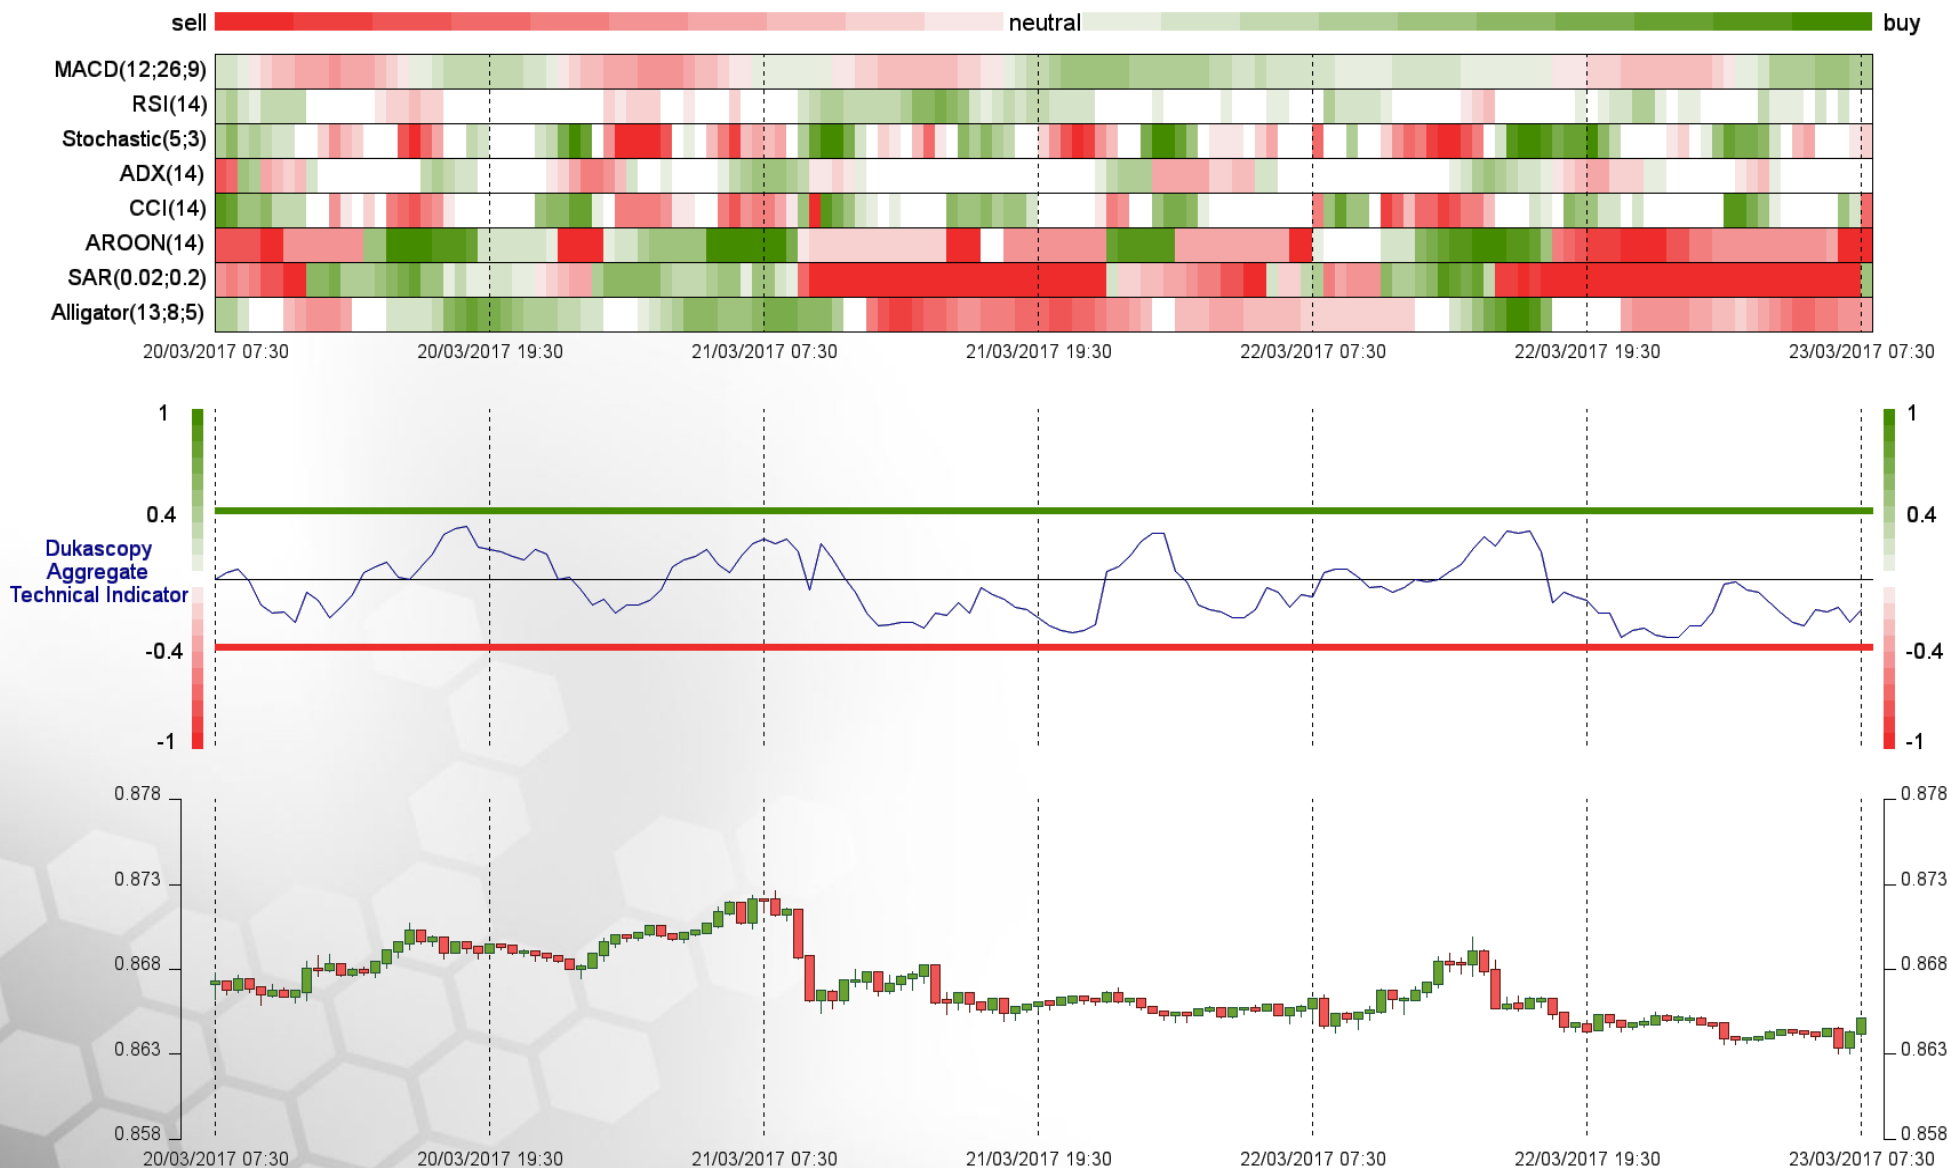 sell neutral buy
MACD(12;26;9)
RSI(14)
Stochastic(5;3)
ADX(14)
CCI(14)
AROON(14)
SAR(0.02;0.2)
Alligator(13;8;5)
20/03/2017 07:30 20/03/2017 19:30 21/03/2017 07:30 21/03/2017 19:30 22/03/2017 07:30 22/03/2017 19:30 23/03/2017 07:30
1 1
0.4 0.4
Dukascopy
Aggregate
Technical Indicator
-0.4 -0.4
-1 -1
0.878 0.878
0.873 0.873
0.868 0.868
0.863 0.863
0.858 0.858
20/03/2017 07:30 20/03/2017 19:30 21/03/2017 07:30 21/03/2017 19:30 22/03/2017 07:30 22/03/2017 19:30 23/03/2017 07:30